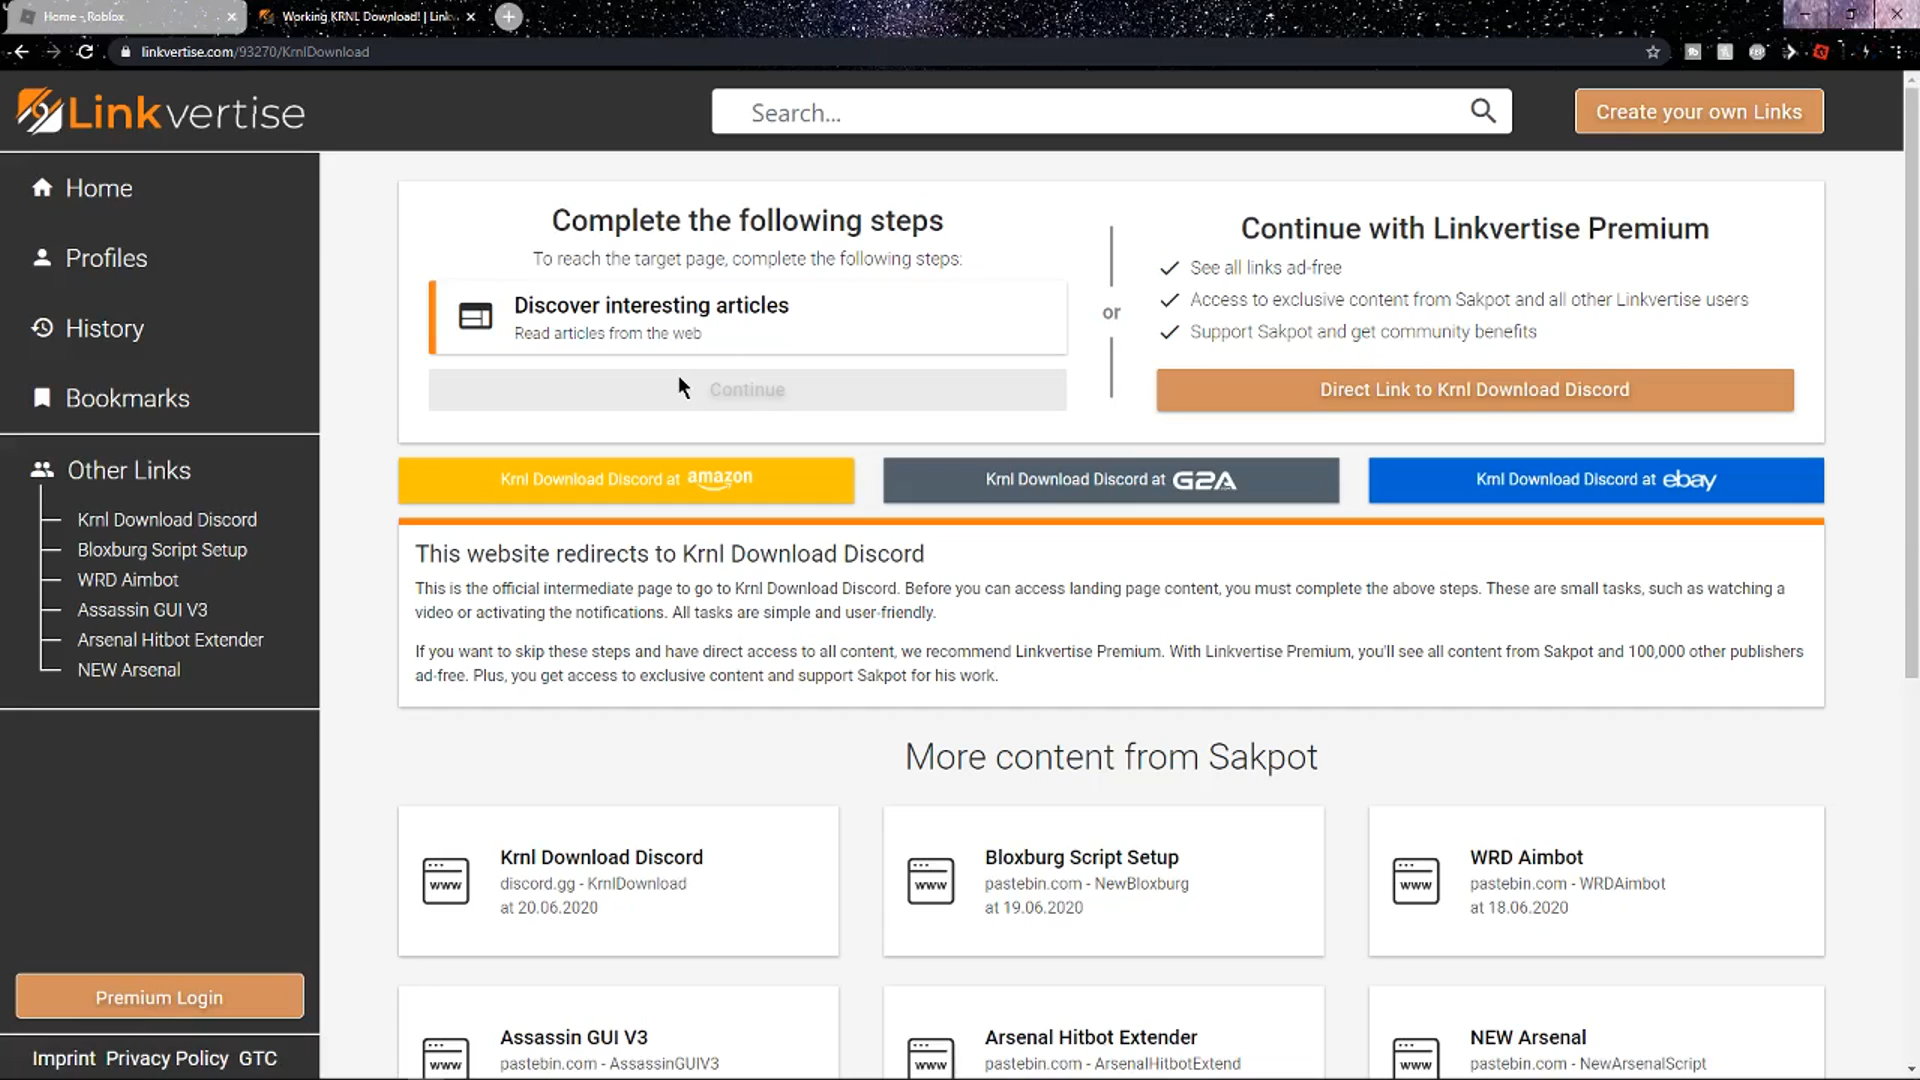 Home - Roblox
Working KRNL Download! | Link
linkvertise.com/93270/KrnlDownload
Linkvertise
Search...
Create your own Links
Home
Profiles
History
Bookmarks
Other Links
Krnl Download Discord
Bloxburg Script Setup
WRD Aimbot
Assassin GUI V3
Arsenal Hitbot Extender
NEW Arsenal
Premium Login
Imprint Privacy Policy GTC
Complete the following steps
To reach the target page, complete the following steps:
Discover interesting articles
Read articles from the web
Continue
or
Continue with Linkvertise Premium
See all links ad-free
Access to exclusive content from Sakpot and all other Linkvertise users
Support Sakpot and get community benefits
Direct Link to Krnl Download Discord
Krnl Download Discord at amazon
Krnl Download Discord at G2A.COM
Krnl Download Discord at ebay
This website redirects to Krnl Download Discord
This is the official intermediate page to go to Krnl Download Discord. Before you can access landing page content, you must complete the above steps. These are small tasks, such as watching a
video or activating the notifications. All tasks are simple and user-friendly.
If you want to skip these steps and have direct access to all content, we recommend Linkvertise Premium. With Linkvertise Premium, you'll see all content from Sakpot and 100,000 other publishers
ad-free. Plus, you get access to exclusive content and support Sakpot for his work.
More content from Sakpot
www
Krnl Download Discord
discord.gg - KrnlDownload
at 20.06.2020
www
Bloxburg Script Setup
pastebin.com - NewBloxburg
at 19.06.2020
www
WRD Aimbot
pastebin.com - WRDAimbot
at 18.06.2020
www
Assassin GUI V3
pastebin.com - AssassinGUIV3
www
Arsenal Hitbot Extender
pastebin.com - ArsenalHitbotExtend
www
NEW Arsenal
pastebin.com - NewArsenalScript